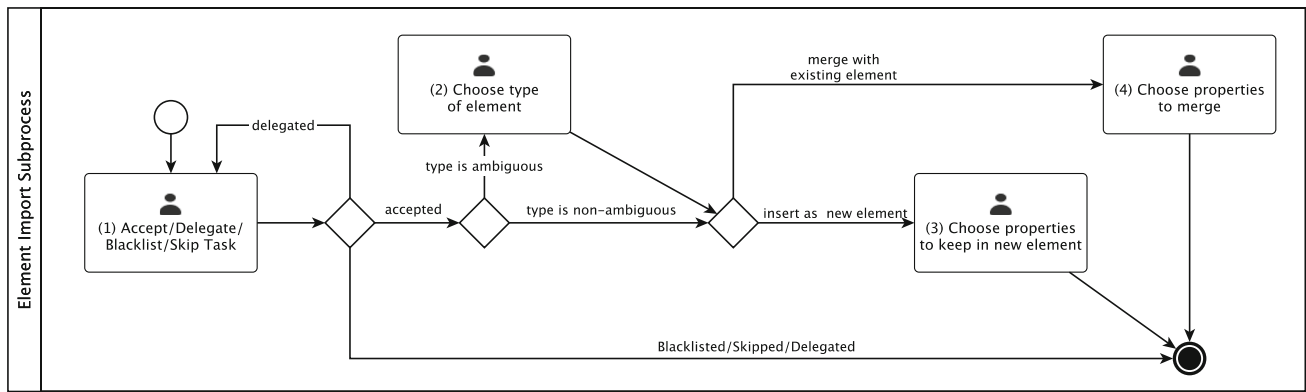 Element Import Subprocess
merge with
existing element
(2) Choose type
of element
(4) Choose properties
to merge
delegated
type is ambiguous
(1) Accept/Delegate/
Blacklist/Skip Task
accepted
type is non-ambiguous
insert as new element
(3) Choose properties
to keep in new element
Blacklisted/Skipped/Delegated